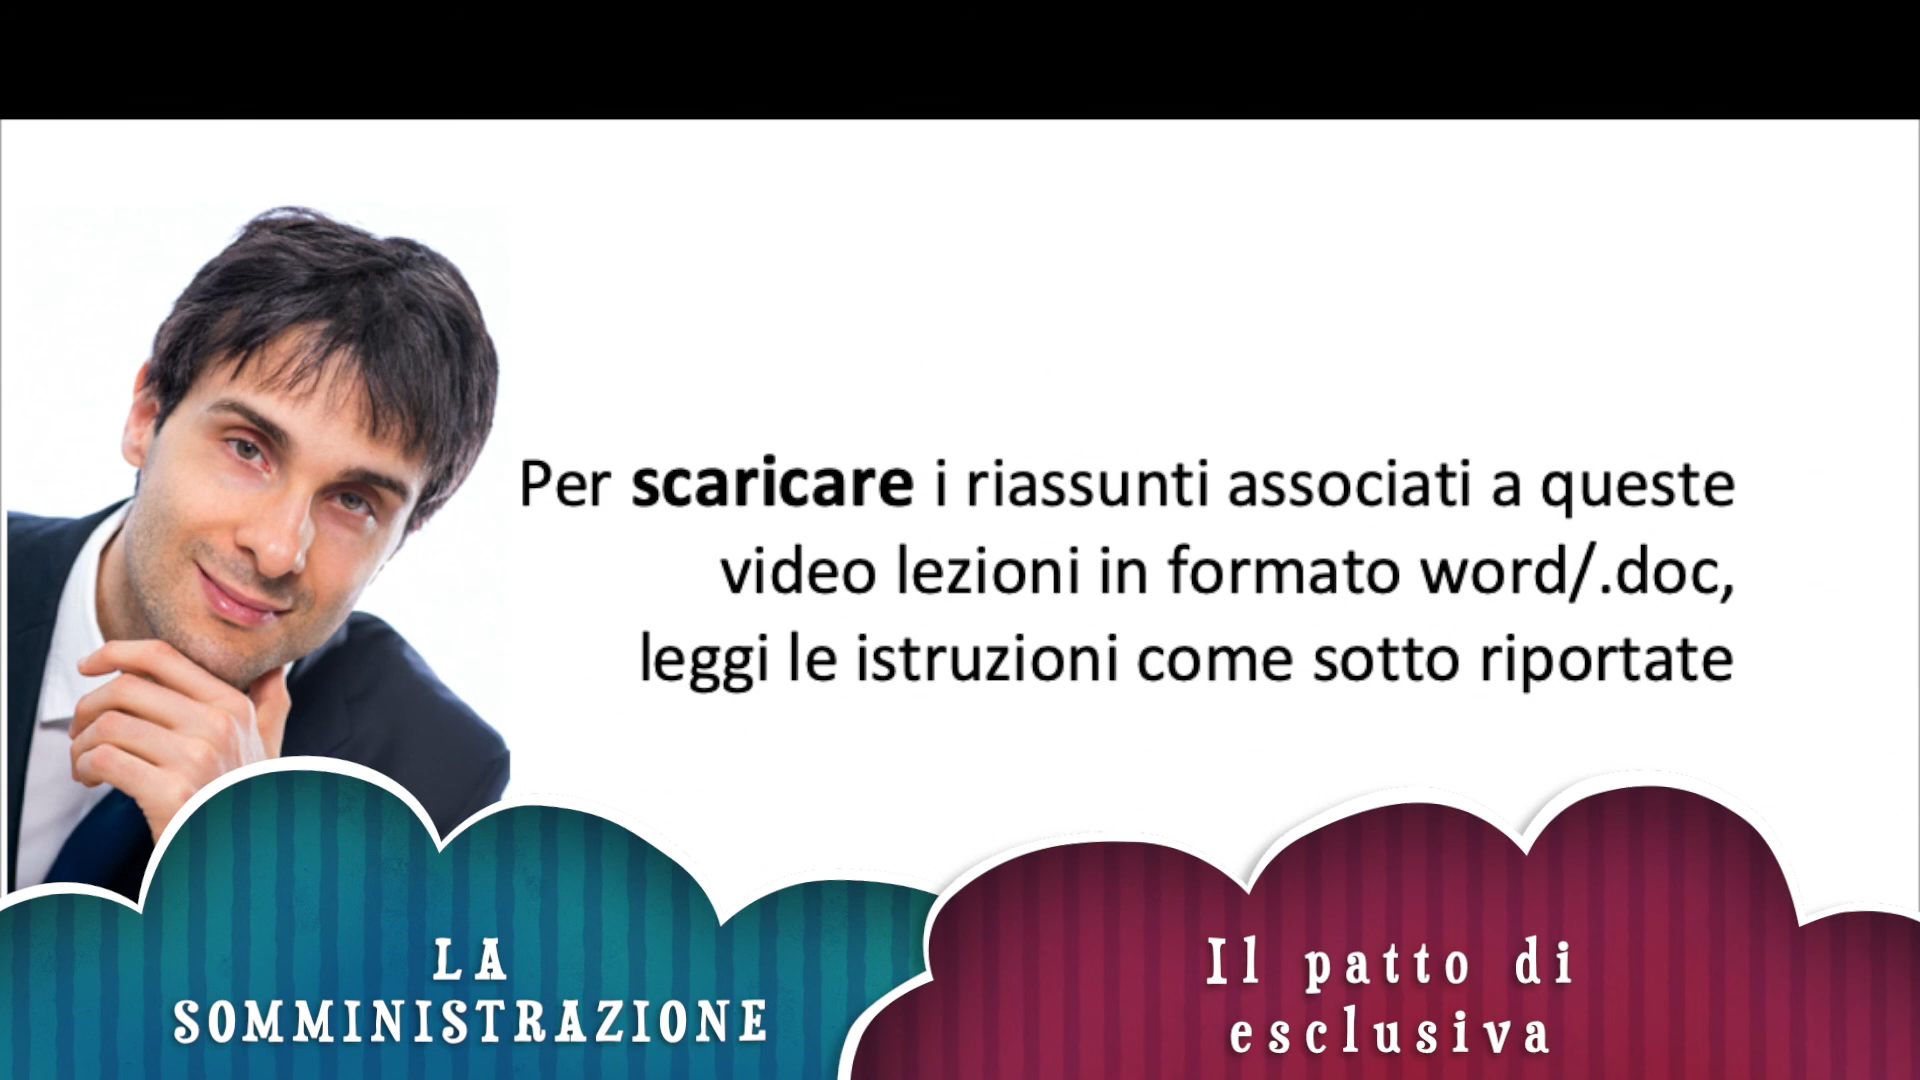 Per scaricare i riassunti associati a queste
video lezioni in formato word/.doc,
leggi le istruzioni come sotto riportate
LA
SOMMINISTRAZIONE
Il patto di
esclusiva